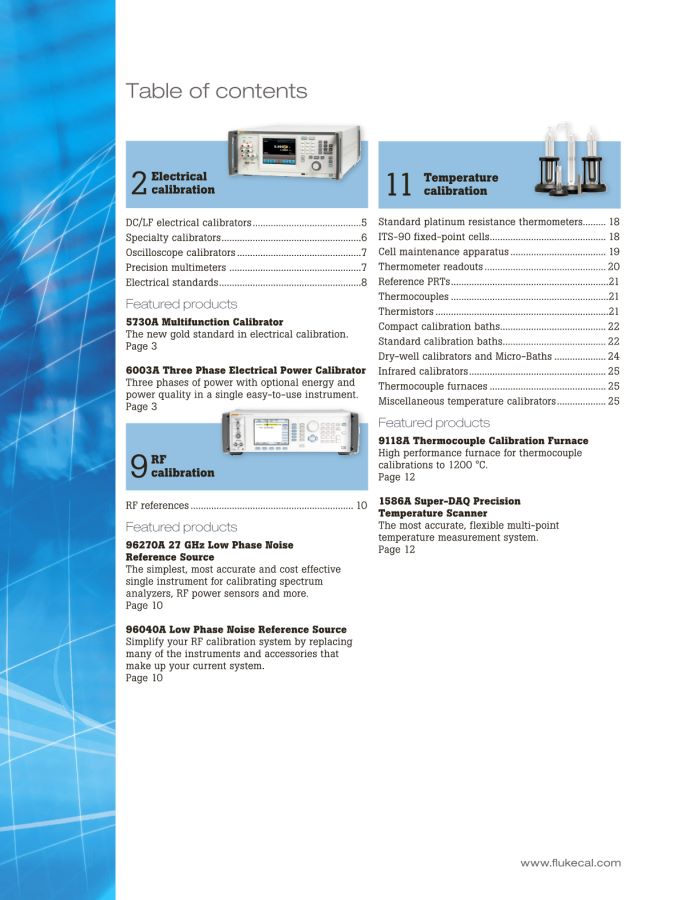 Table of contents
2 Electrical
calibration
DC/LF electrical calibrators.....................................5
Specialty calibrators................................................6
Oscilloscope calibrators ..........................................7
Precision multimeters .............................................7
Electrical standards.................................................8
Featured products
5730A Multifunction Calibrator
The new gold standard in electrical calibration.
Page 3
6003A Three Phase Electrical Power Calibrator
Three phases of power with optional energy and
power quality in a single easy-to-use instrument.
Page 3
9 RF
calibration
RF references ......................................................... 10
Featured products
96270A 27 GHz Low Phase Noise
Reference Source
The simplest, most accurate and cost effective
single instrument for calibrating spectrum
analyzers, RF power sensors and more.
Page 10
96040A Low Phase Noise Reference Source
Simplify your RF calibration system by replacing
many of the instruments and accessories that
make up your current system.
Page 10
11 Temperature
calibration
Standard platinum resistance thermometers......... 18
ITS-90 fixed-point cells......................................... 18
Cell maintenance apparatus .................................. 19
Thermometer readouts ........................................... 20
Reference PRTs.......................................................21
Thermocouples .......................................................21
Thermistors .............................................................21
Compact calibration baths..................................... 22
Standard calibration baths..................................... 22
Dry-well calibrators and Micro-Baths .................. 24
Infrared calibrators ................................................. 25
Thermocouple furnaces ......................................... 25
Miscellaneous temperature calibrators................. 25
Featured products
9118A Thermocouple Calibration Furnace
High performance furnace for thermocouple
calibrations to 1200 °C.
Page 12
1586A Super-DAQ Precision
Temperature Scanner
The most accurate, flexible multi-point
temperature measurement system.
Page 12
www.flukecal.com